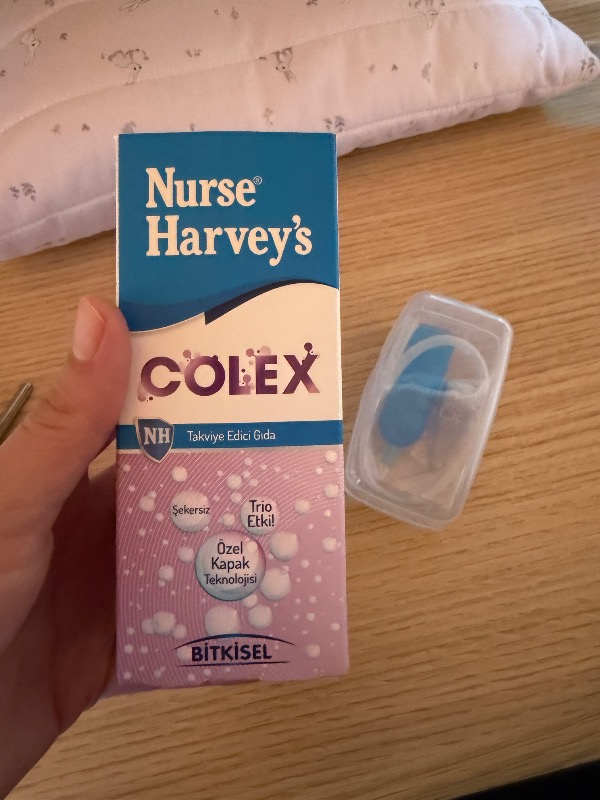 Nurse®
Harvey's
COLEX
NH
Takviye Edici Gıda
Şekersiz
Trio
Etki!
Özel
Kapak
Teknolojisi
BİTKİSEL